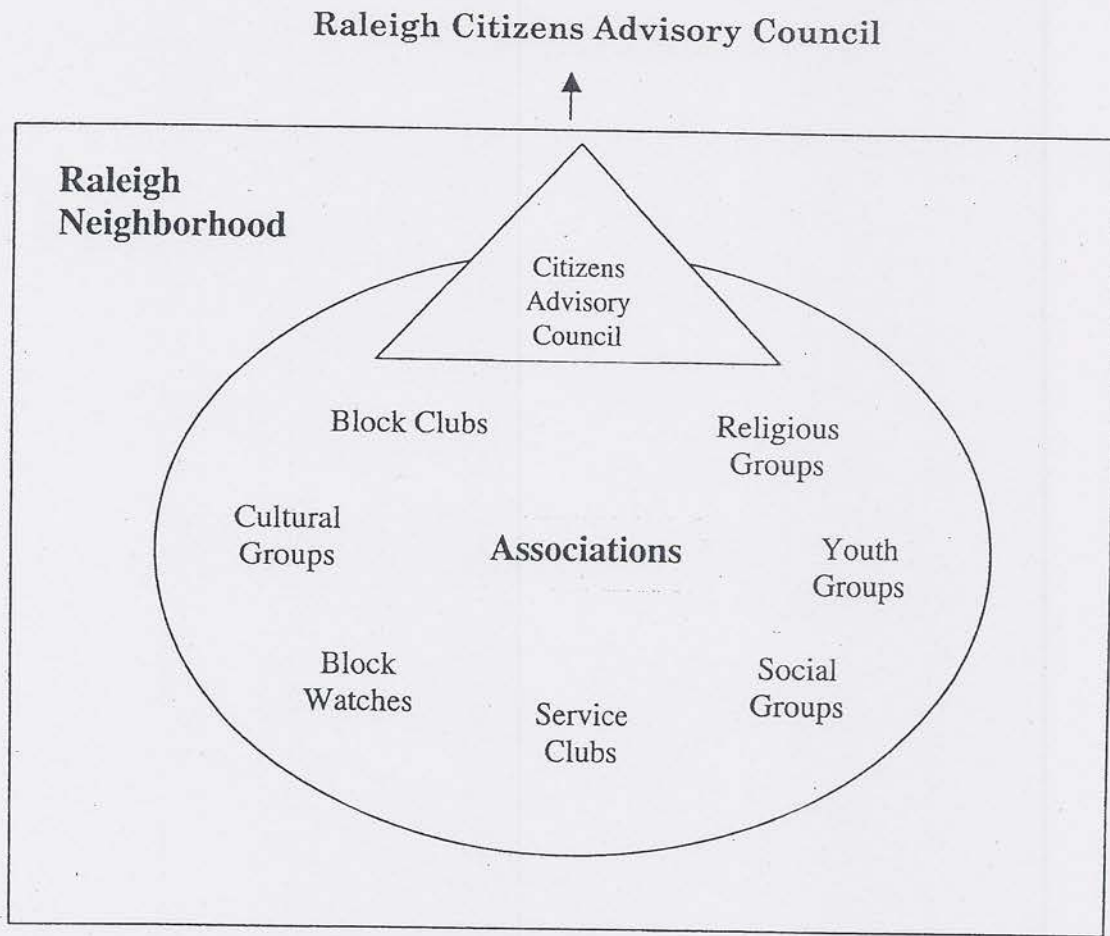 Raleigh Citizens Advisory Council
Raleigh
Neighborhood
Citizens
Advisory
Council
Block Clubs
Religious
Groups
Cultural
Groups
Associations
Youth
Groups
Block
Watches
Service
Clubs
Social
Groups